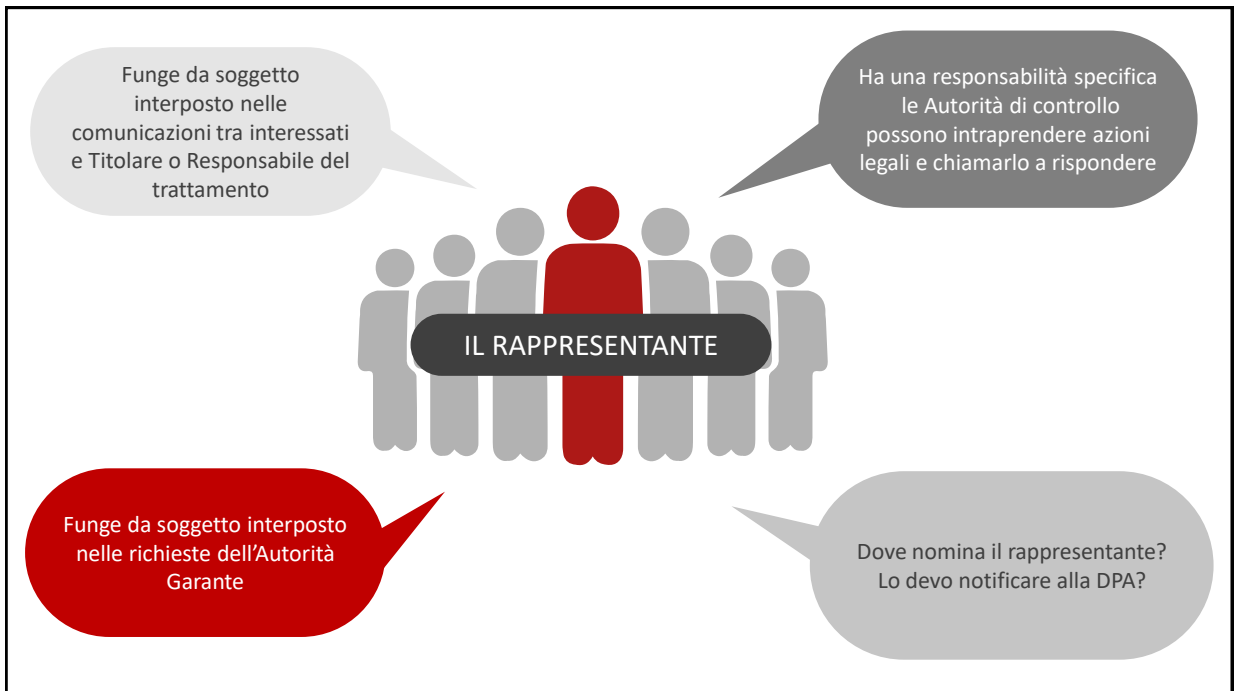 Funge da soggetto
interposto nelle
comunicazioni tra interessati
e Titolare o Responsabile del
trattamento
Ha una responsabilità specifica
le Autorità di controllo
possono intraprendere azioni
legali e chiamarlo a rispondere
IL RAPPRESENTANTE
Funge da soggetto interposto
nelle richieste dell’Autorità
Garante
Dove nomina il rappresentante?
Lo devo notificare alla DPA?